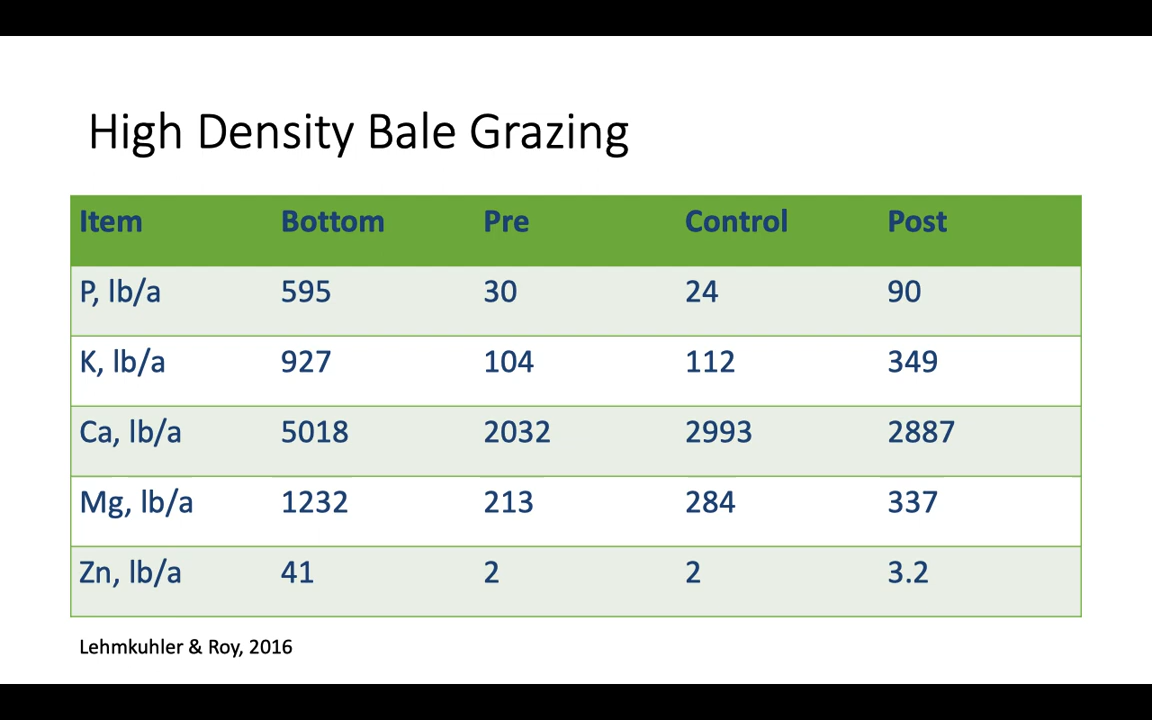 High Density Bale Grazing
Item Bottom Pre Control Post
P, lb/a 595 30 24 90
K, lb/a 927 104 112 349
Ca, lb/a 5018 2032 2993 2887
Mg, lb/a 1232 213 284 337
Zn, lb/a 41 2 2 3.2
Lehmkuhler & Roy, 2016